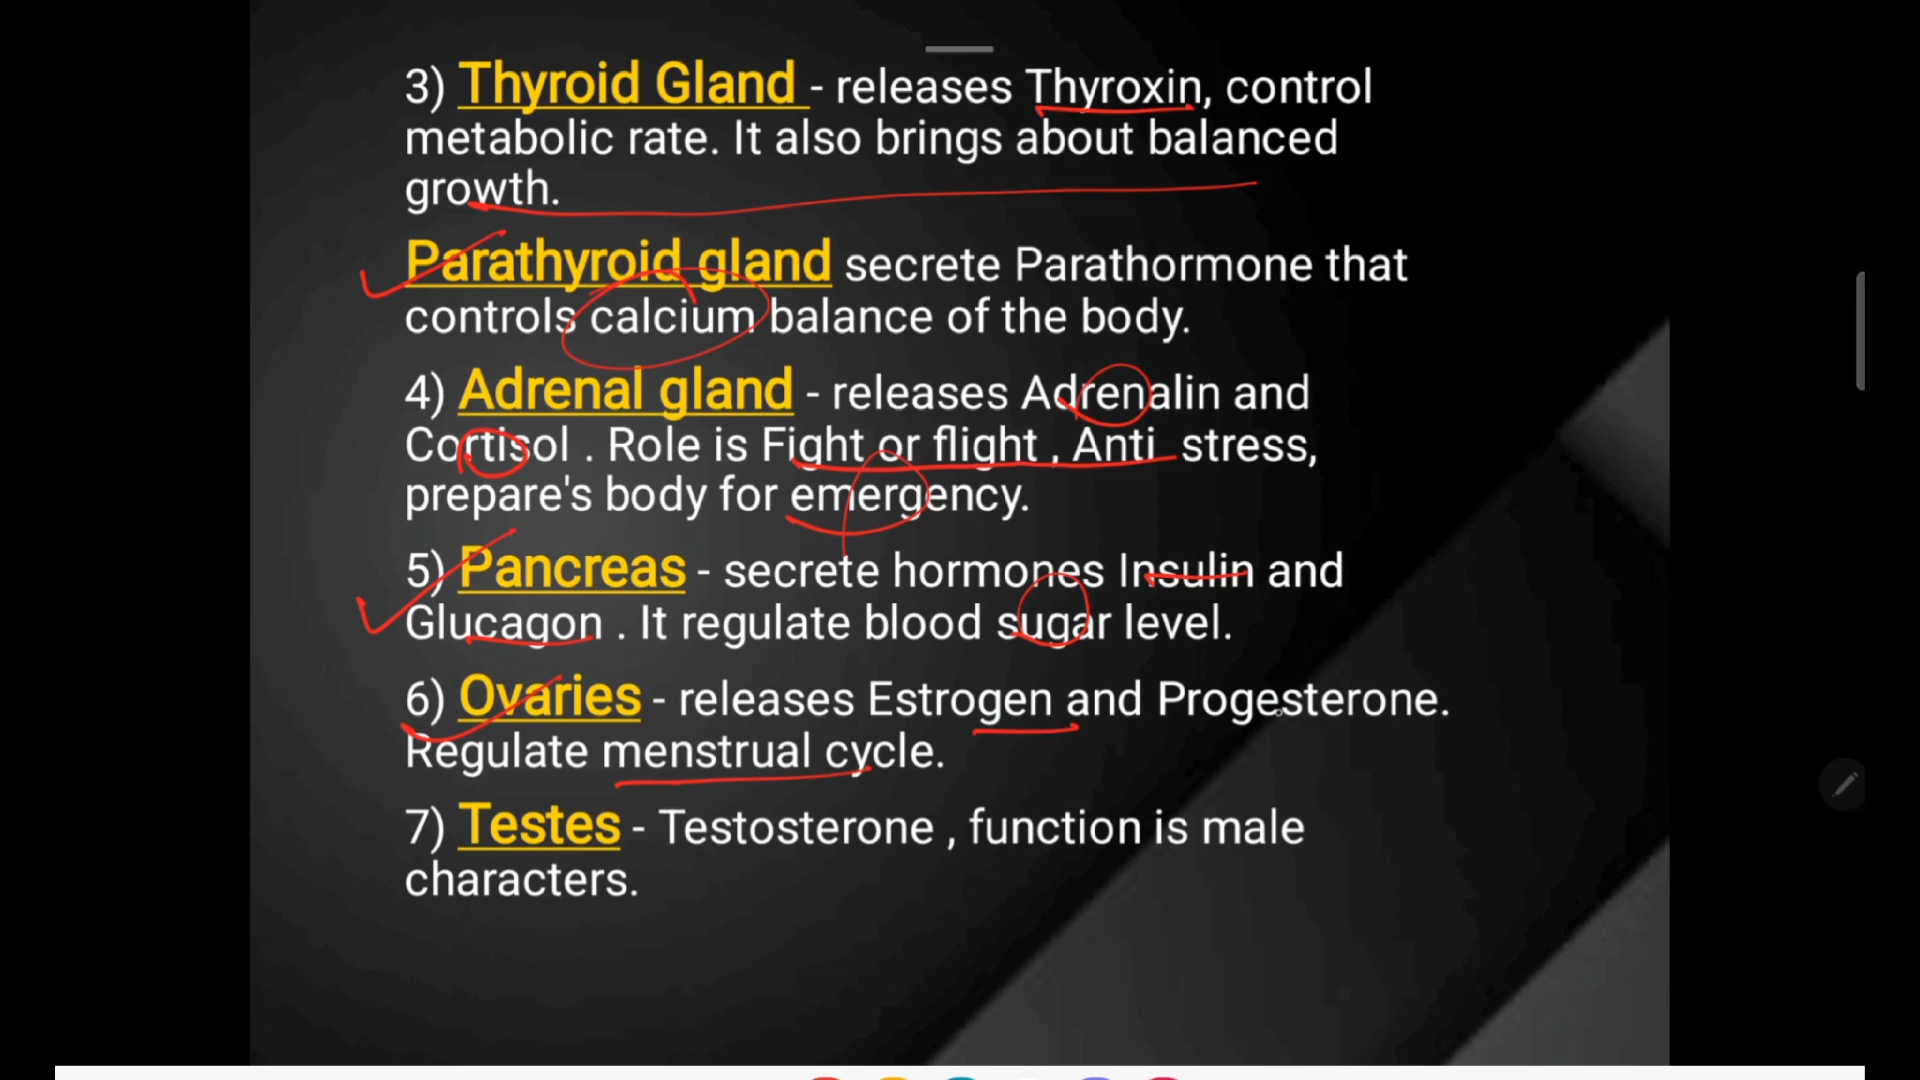 3) Thyroid Gland - releases Thyroxin, control
metabolic rate. It also brings about balanced
growth.
Parathyroid gland secrete Parathormone that
controls calcium balance of the body.
4) Adrenal gland - releases Adrenalin and
Cortisol . Role is Fight or flight , Anti stress,
prepare's body for emergency.
5) Pancreas - secrete hormones Insulin and
Glucagon . It regulate blood sugar level.
6) Ovaries - releases Estrogen and Progesterone.
Regulate menstrual cycle.
7) Testes - Testosterone , function is male
characters.